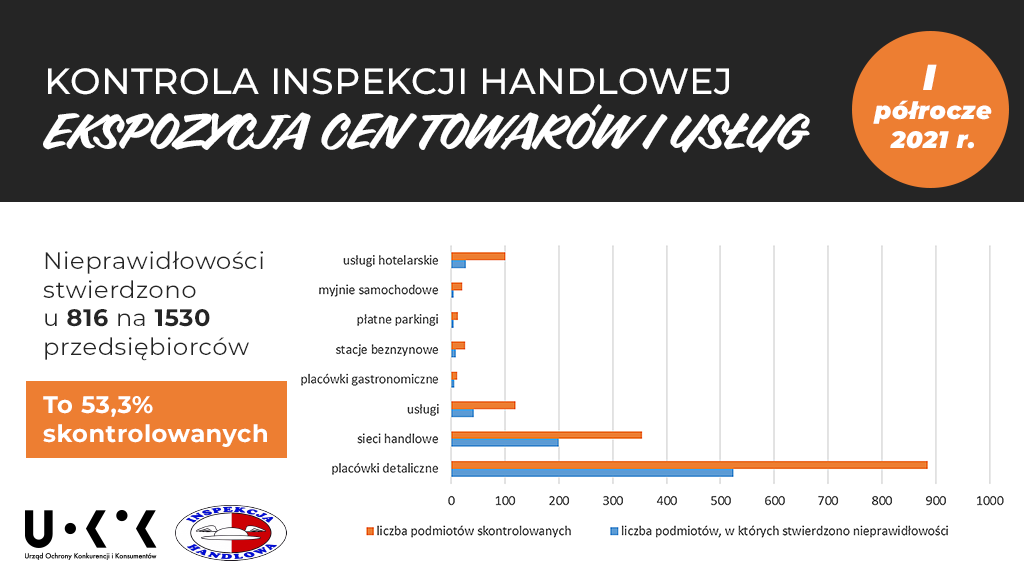 KONTROLA INSPEKCJI HANDLOWEJ
EKSPOZYCJA CEN TOWARÓW I USŁUG
I
półrocze
2021 r.
Nieprawidłowości
stwierdzono
u 816 na 1530
przedsiębiorców
To 53,3%
skontrolowanych
usługi hotelarskie
myjnie samochodowe
płatne parkingi
stacje beznzynowe
placówki gastronomiczne
usługi
sieci handlowe
placówki detaliczne
0 100 200 300 400 500 600 700 800 900 1000
liczba podmiotów skontrolowanych
liczba podmiotów, w których stwierdzono nieprawidłowości
UOKiK
Urząd Ochrony Konkurencji i Konsumentów
INSPEKCJA
HANDLOWA